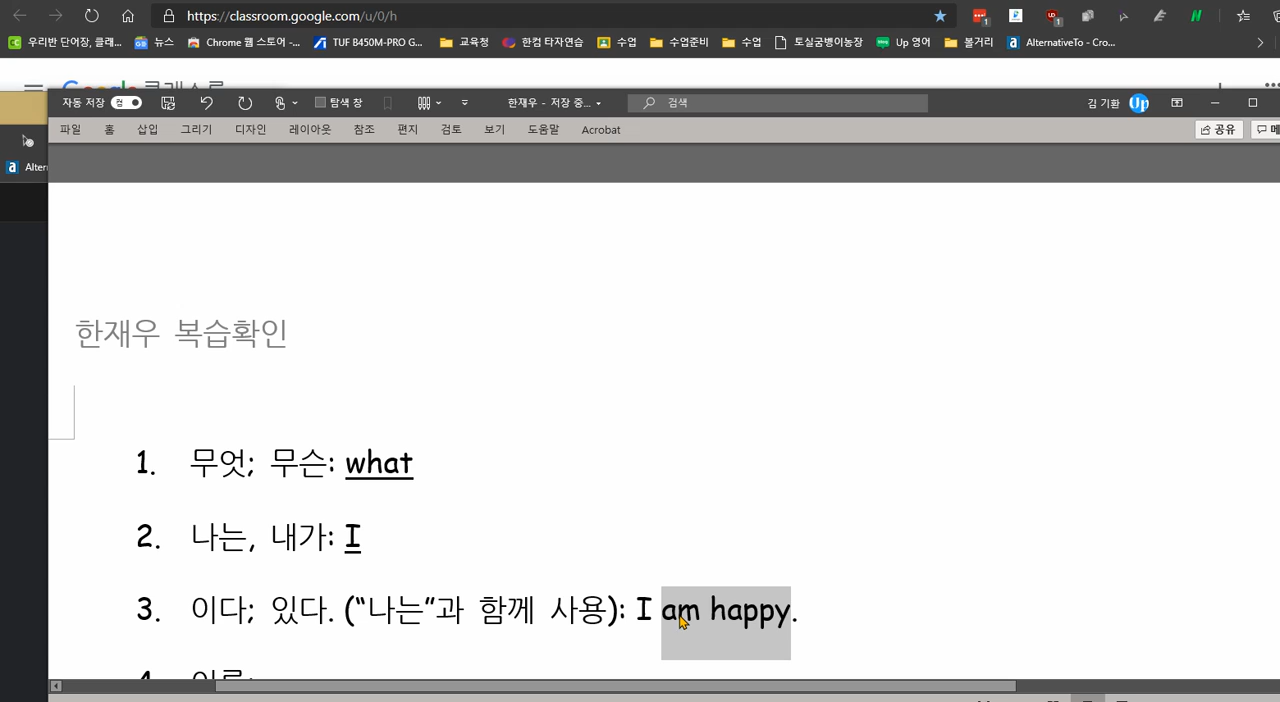 https://classroom.google.com/u/0/h
우리반 단어장, 클래... 뉴스 Chrome 웹 스토어 -... TUF B450M-PRO G... 교육청 한컴 타자연습 수업 수업준비 수업 토실굼벵이농장 Up 영어 볼거리 AlternativeTo - Cro...
자동 저장 탐색 창 한재우 - 저장 중... 검색 김 기환 Up
파일 홈 삽입 그리기 디자인 레이아웃 참조 편지 검토 보기 도움말 Acrobat 공유
a Alter
한재우 복습확인
1. 무엇; 무슨: what
2. 나는, 내가: I
3. 이다; 있다. (“나는”과 함께 사용): I am happy.